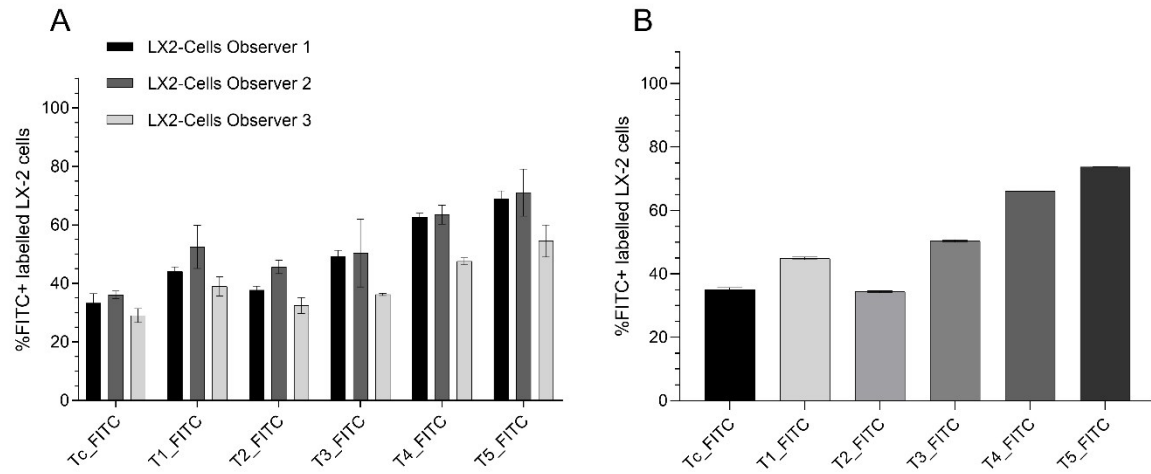 A
LX2-Cells Observer 1
LX2-Cells Observer 2
LX2-Cells Observer 3
%FITC+ labelled LX-2 cells
100
80
60
40
20
0
Tc_FITC
T1_FITC
T2_FITC
T3_FITC
T4_FITC
T5_FITC
B
%FITC+ labelled LX-2 cells
100
80
60
40
20
0
Tc_FITC
T1_FITC
T2_FITC
T3_FITC
T4_FITC
T5_FITC